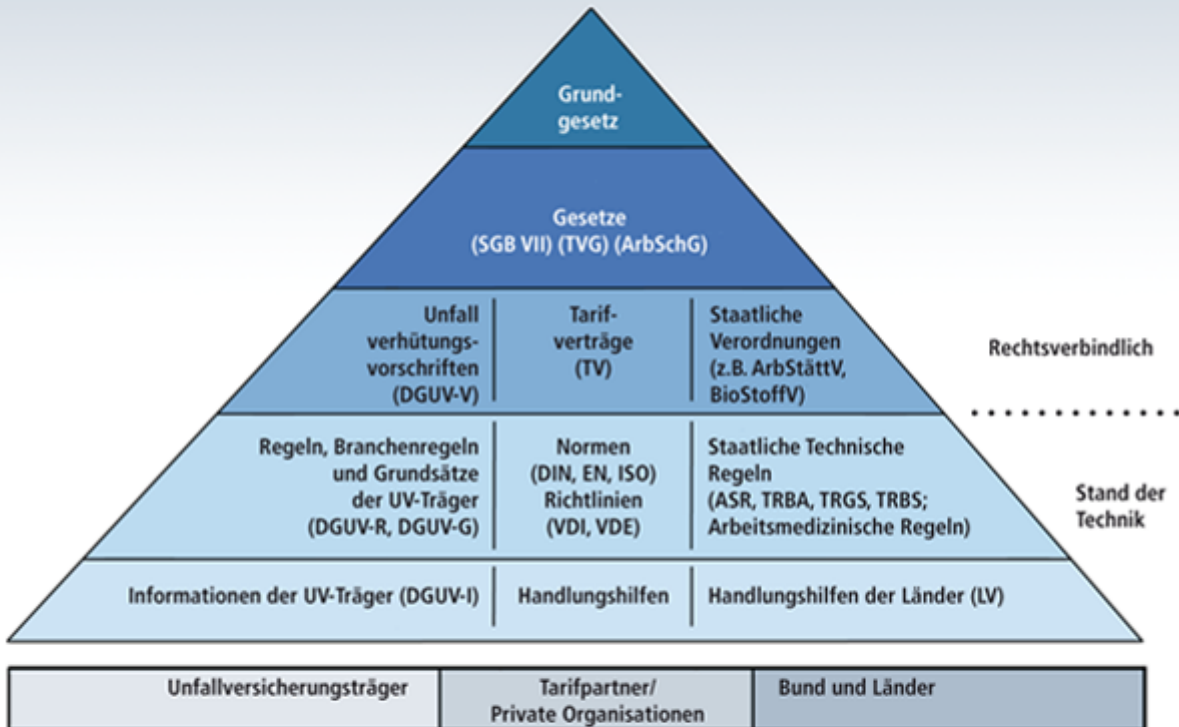 Grund-
gesetz
Gesetze
(SGB VII) (TVG) (ArbSchG)
Unfall
verhütungs-
vorschriften
(DGUV-V)
Tarif-
verträge
(TV)
Staatliche
Verordnungen
(z.B. ArbStättV,
BioStoffV)
Rechtsverbindlich
Regeln, Branchenregeln
und Grundsätze
der UV-Träger
(DGUV-R, DGUV-G)
Normen
(DIN, EN, ISO)
Richtlinien
(VDI, VDE)
Staatliche Technische
Regeln
(ASR, TRBA, TRGS, TRBS;
Arbeitsmedizinische Regeln)
Stand der
Technik
Informationen der UV-Träger (DGUV-I)
Handlungshilfen
Handlungshilfen der Länder (LV)
Unfallversicherungsträger
Tarifpartner/
Private Organisationen
Bund und Länder